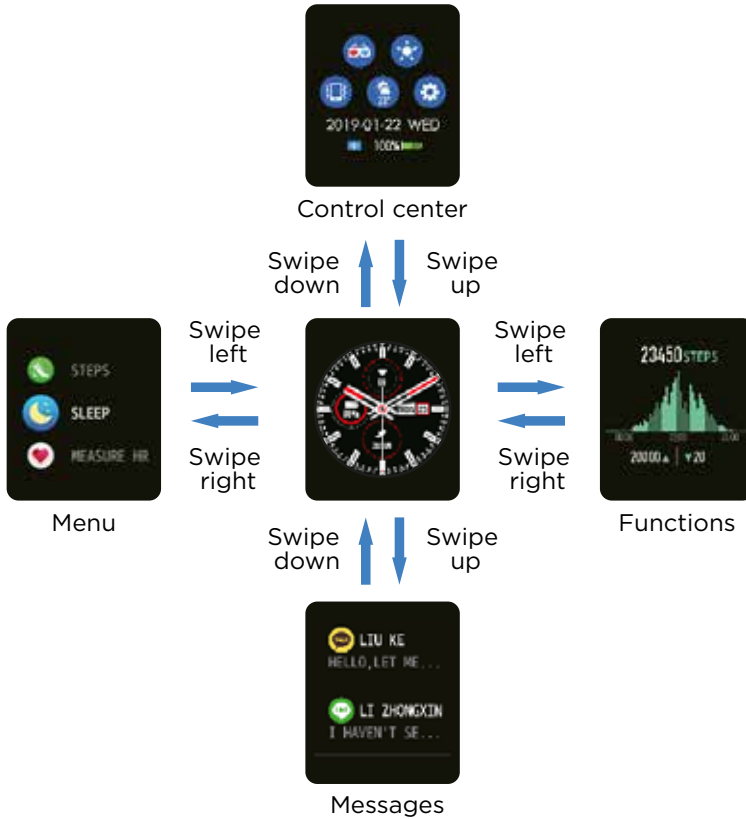 2019-01-22 WED
100%
Control center
Swipe
down
Swipe
up
STEPS
SLEEP
MEASURE HR
Menu
Swipe
left
Swipe
right
Swipe
left
Swipe
right
23450 STEPS
20000
20
Functions
Swipe
down
Swipe
up
LIU KE
HELLO,LET ME...
LI ZHONGXIN
I HAVEN'T SE...
Messages